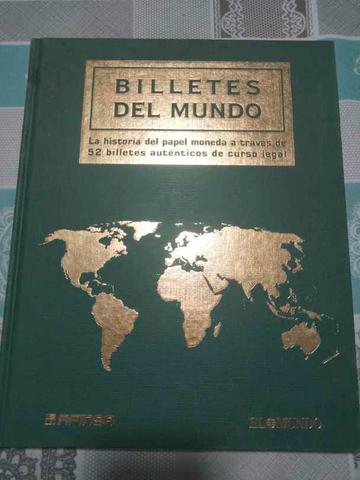 BILLETES
DEL MUNDO
La historia del papel moneda a través de
52 billetes auténticos de curso legal
AFINSA
EL MUNDO